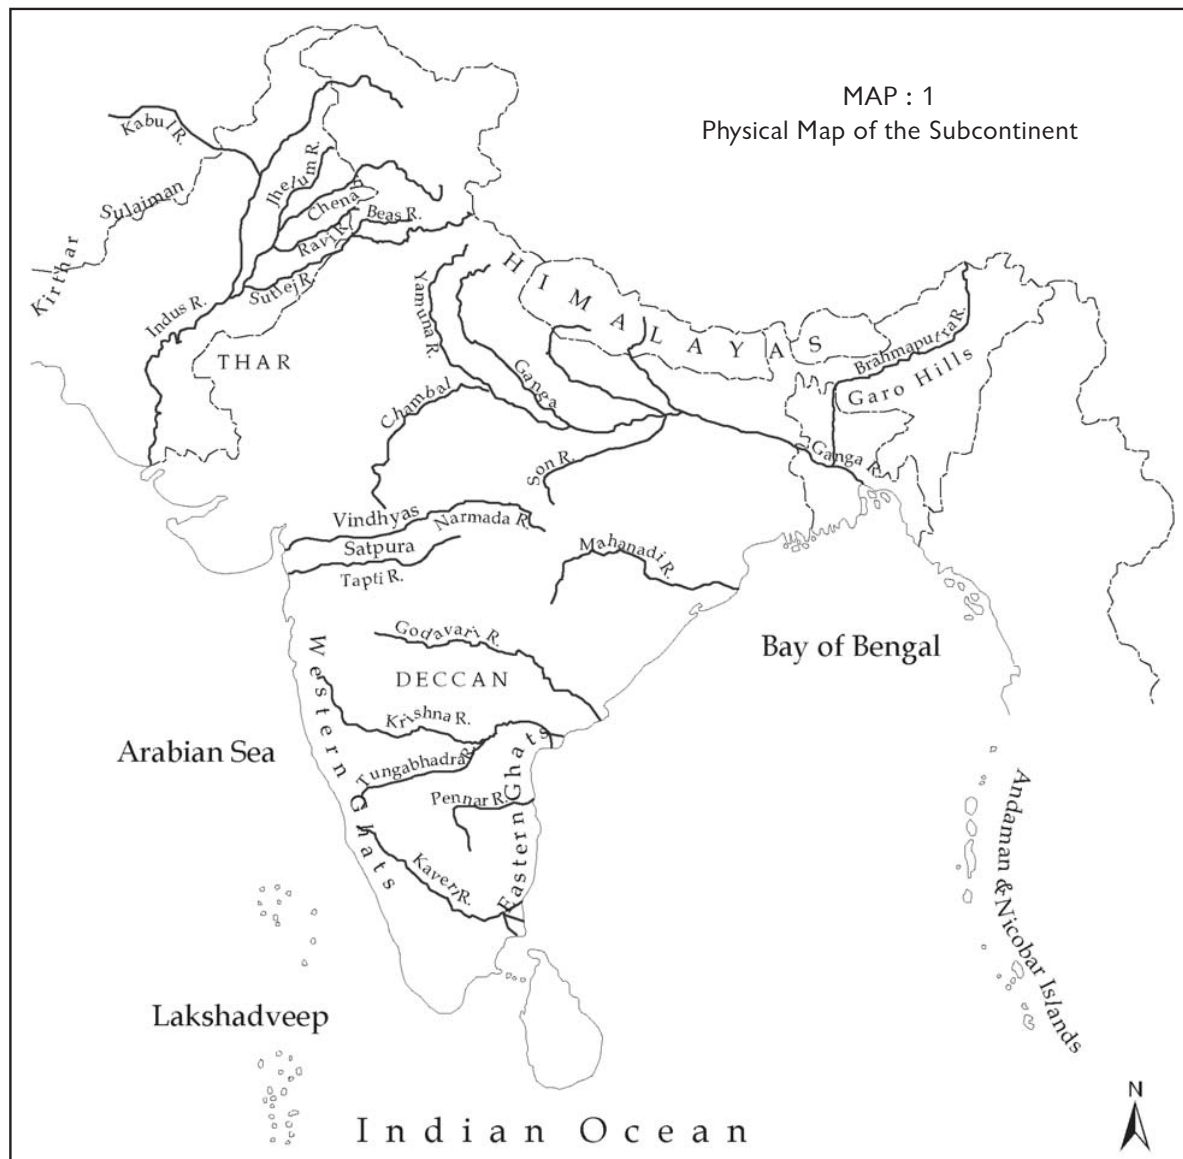 MAP : 1
Physical Map of the Subcontinent
Kabul R.
Jhelum R.
Sulaiman
Chenab
Beas R.
Ravi R.
Kirthar
Sutlej R.
Indus R.
HIMALAYAS
Yamuna R.
Brahmaputra R.
THAR
Garo Hills
Ganga
Chambal
Ganga R.
Son R.
Vindhyas
Narmada R.
Satpura
Mahanadi R.
Tapti R.
Godavari R.
Bay of Bengal
Western Ghats
DECCAN
Krishna R.
Arabian Sea
Tungabhadra R.
Eastern Ghats
Pennar R.
Andaman & Nicobar Islands
Kaveri R.
Lakshadveep
N
Indian Ocean